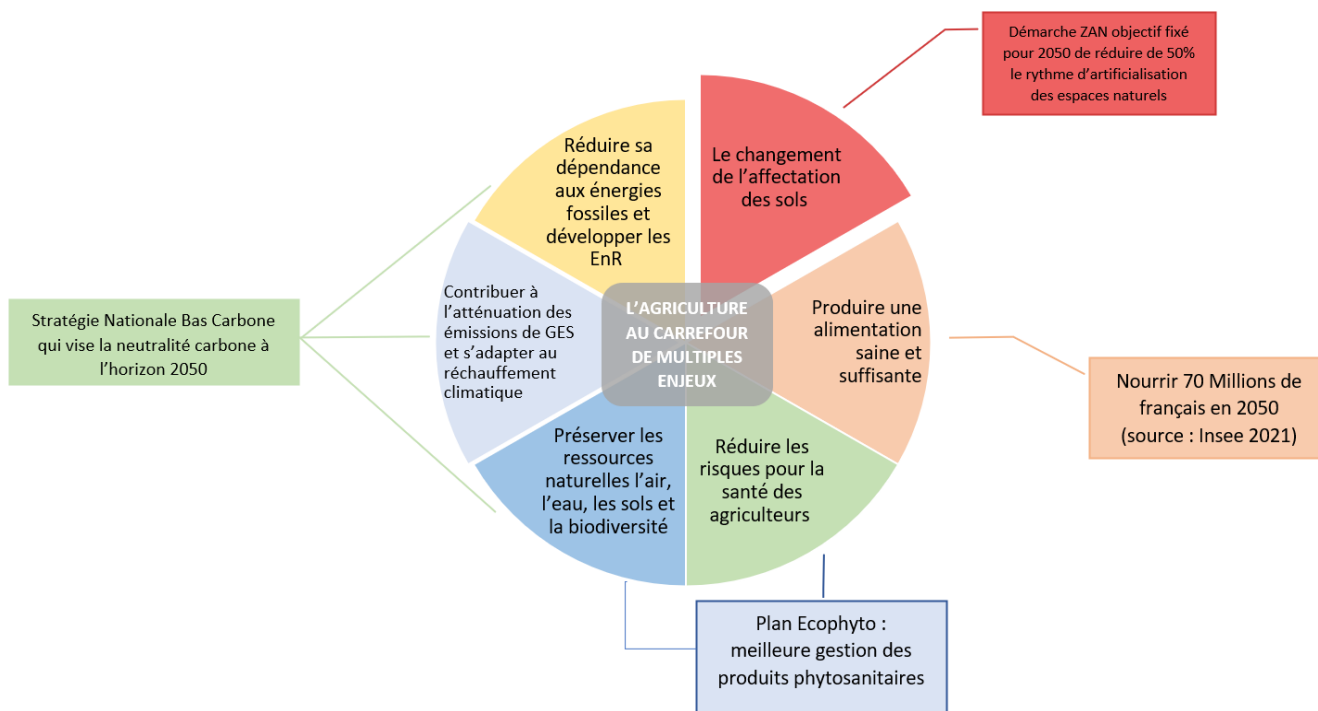 Démarche ZAN objectif fixé
pour 2050 de réduire de 50%
le rythme d'artificialisation
des espaces naturels
Réduire sa
dépendance
aux énergies
fossiles et
développer les
EnR
Le changement
de l'affectation
des sols
Stratégie Nationale Bas Carbone
qui vise la neutralité carbone à
l'horizon 2050
Contribuer à
l'atténuation des
émissions de GES
et s'adapter au
réchauffement
climatique
L'AGRICULTURE
AU CARREFOUR
DE MULTIPLES
ENJEUX
Produire une
alimentation
saine et
suffisante
Nourrir 70 Millions de
français en 2050
(source : Insee 2021)
Préserver les
ressources
naturelles l'air,
l'eau, les sols et
la biodiversité
Réduire les
risques pour la
santé des
agriculteurs
Plan Ecophyto :
meilleure gestion des
produits phytosanitaires